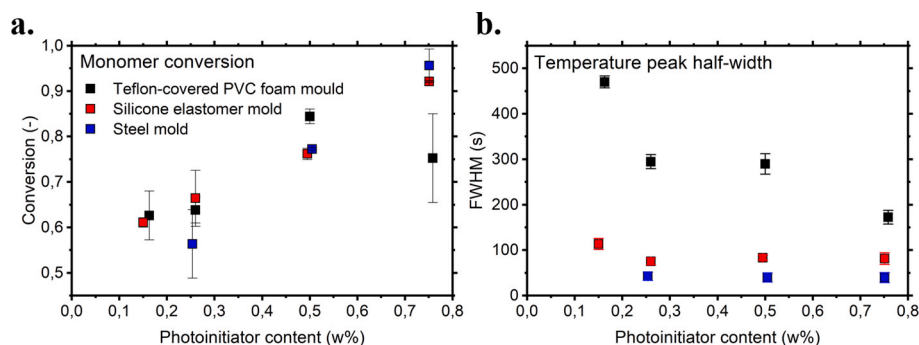 a.
Monomer conversion
Teflon-covered PVC foam mould
Silicone elastomer mold
Steel mold
Conversion (-)
1,0
0,9
0,8
0,7
0,6
0,5
0,0 0,1 0,2 0,3 0,4 0,5 0,6 0,7 0,8
Photoinitiator content (w%)
b.
Temperature peak half-width
FWHM (s)
500
400
300
200
100
0
0,0 0,1 0,2 0,3 0,4 0,5 0,6 0,7 0,8
Photoinitiator content (w%)